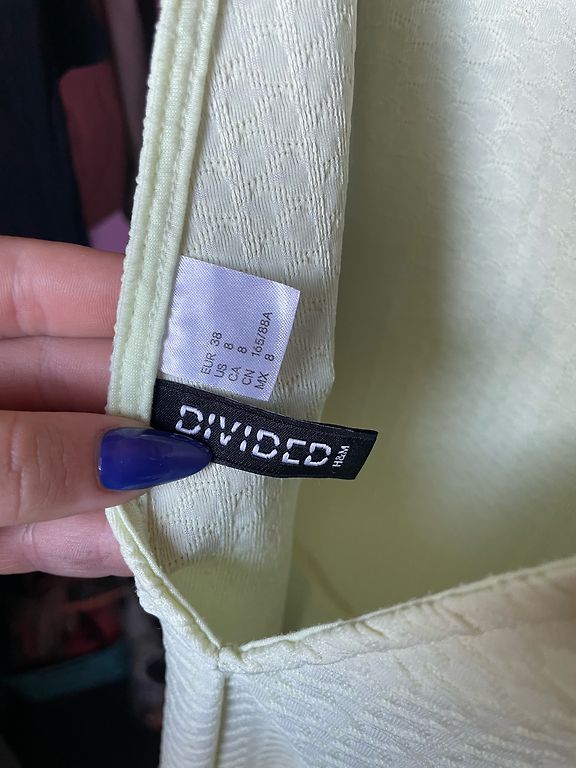 EUR 38
US 8
CA 8
CN 165/88A
MX 8
DIVIDED
H&M